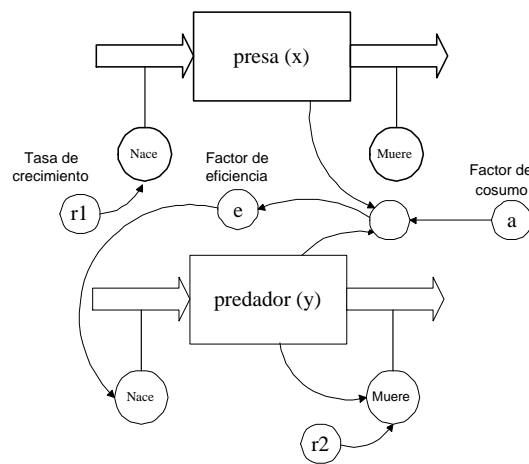 presa (x)
Nace
Muere
Tasa de
crecimiento
r1
Factor de
eficiencia
e
Factor de
cosumo
a
predador (y)
Nace
Muere
r2